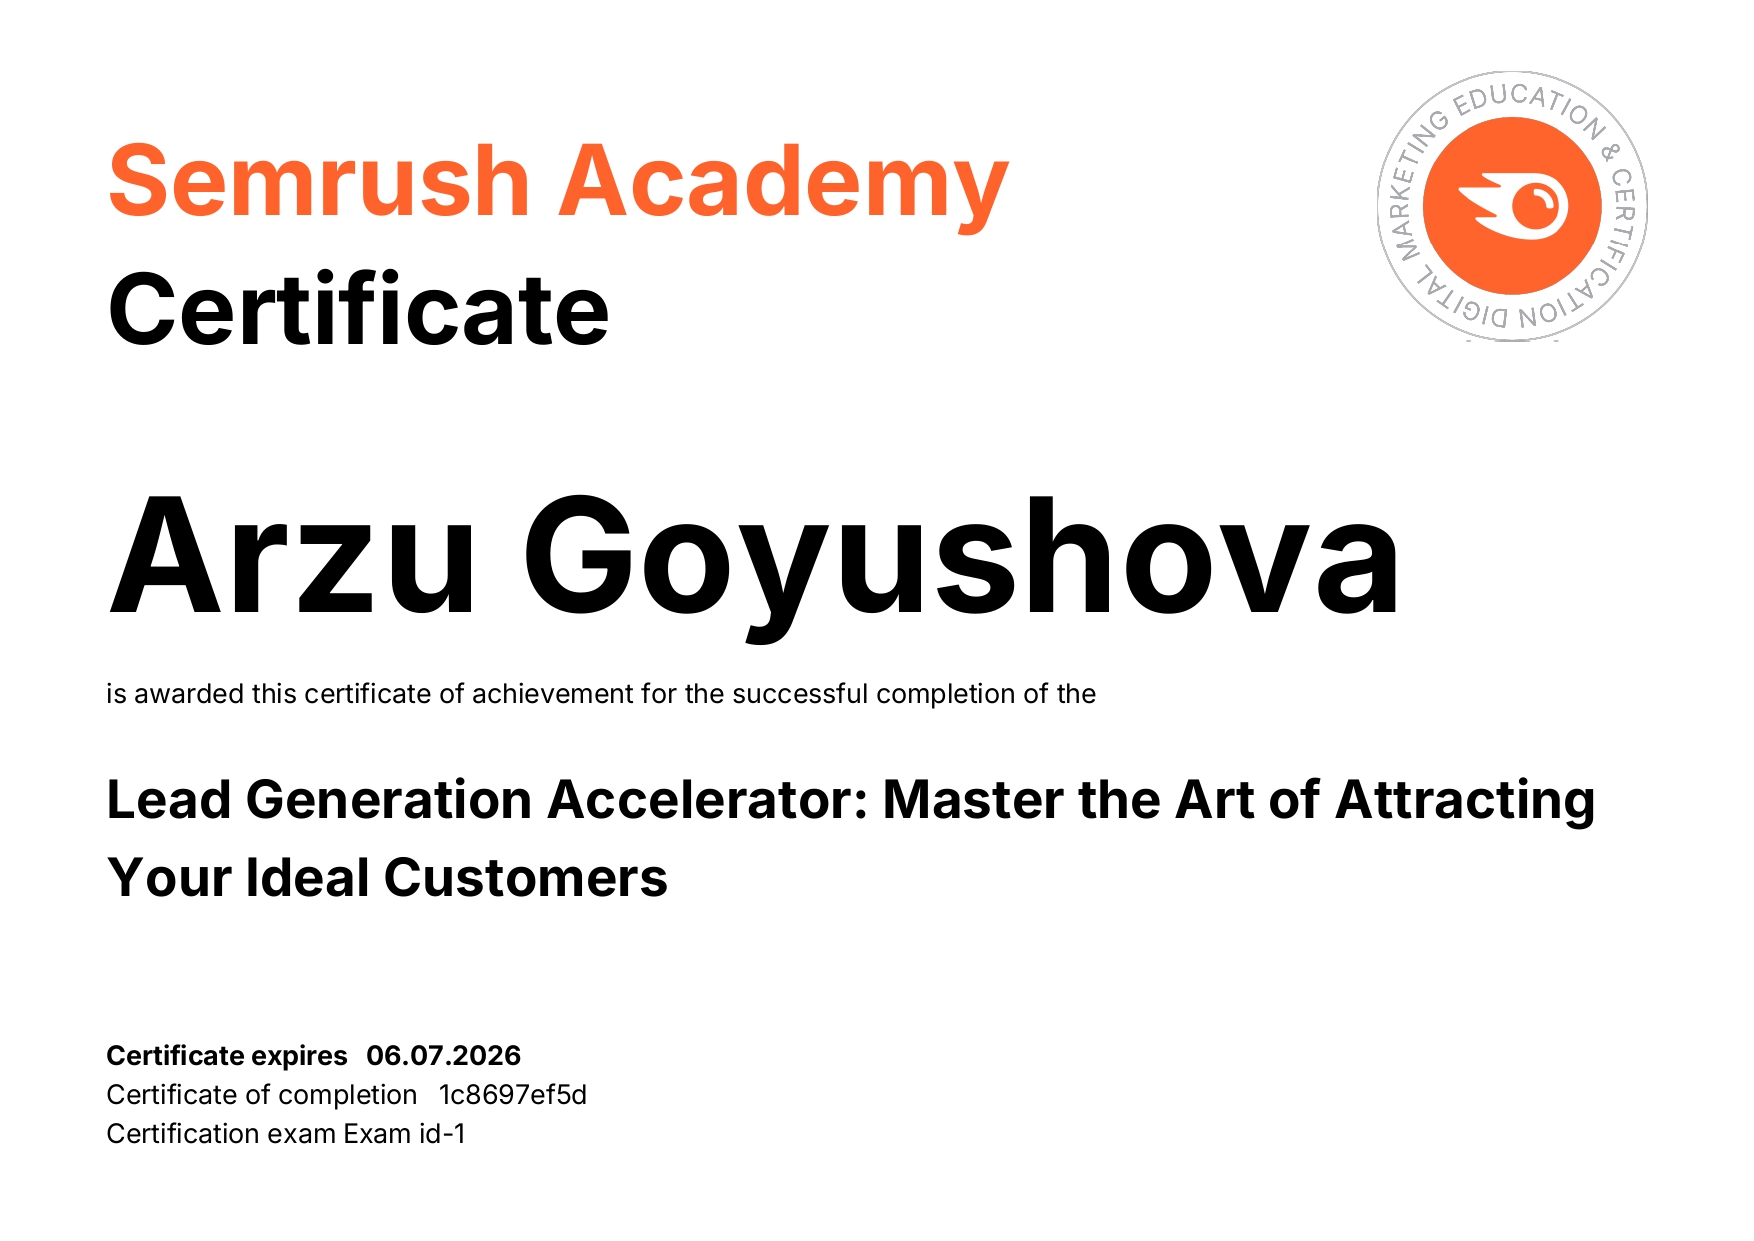 Semrush Academy
Certificate
DIGITAL MARKETING EDUCATION & CERTIFICATION
Arzu Goyushova
is awarded this certificate of achievement for the successful completion of the
Lead Generation Accelerator: Master the Art of Attracting
Your Ideal Customers
Certificate expires 06.07.2026
Certificate of completion 1c8697ef5d
Certification exam Exam id-1